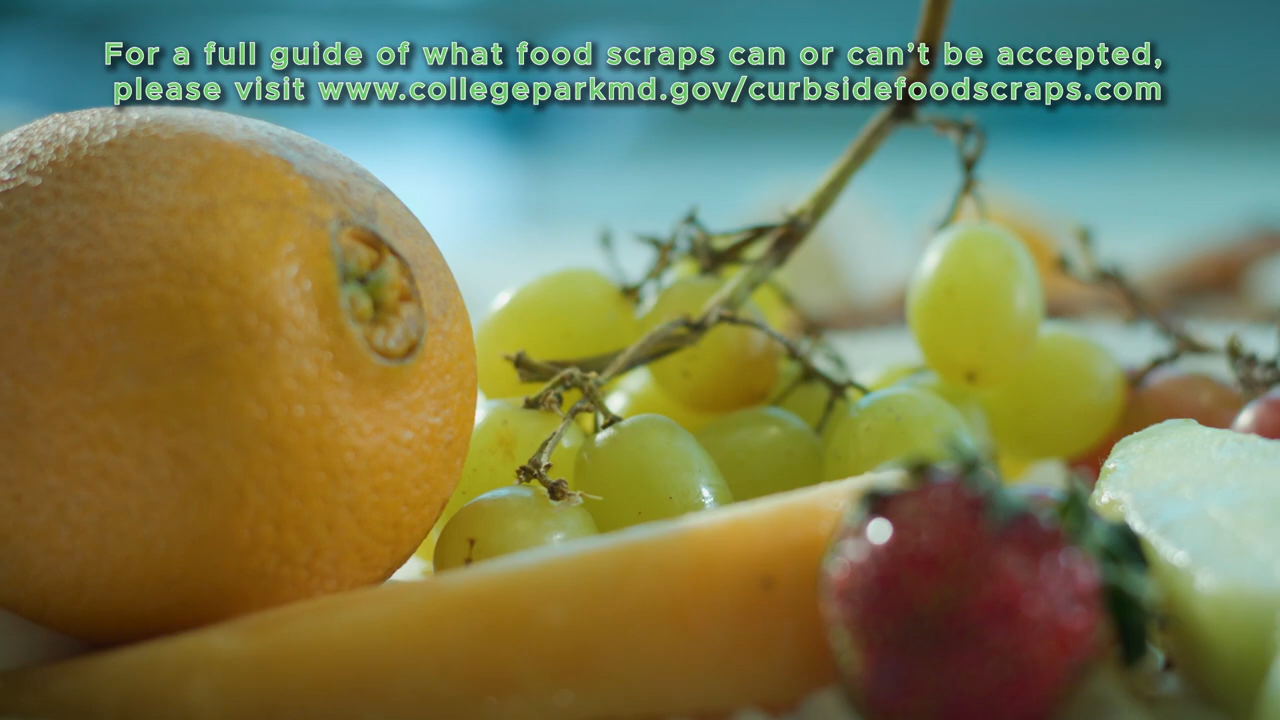 For a full guide of what food scraps can or can’t be accepted,
please visit www.collegeparkmd.gov/curbsidefoodscraps.com